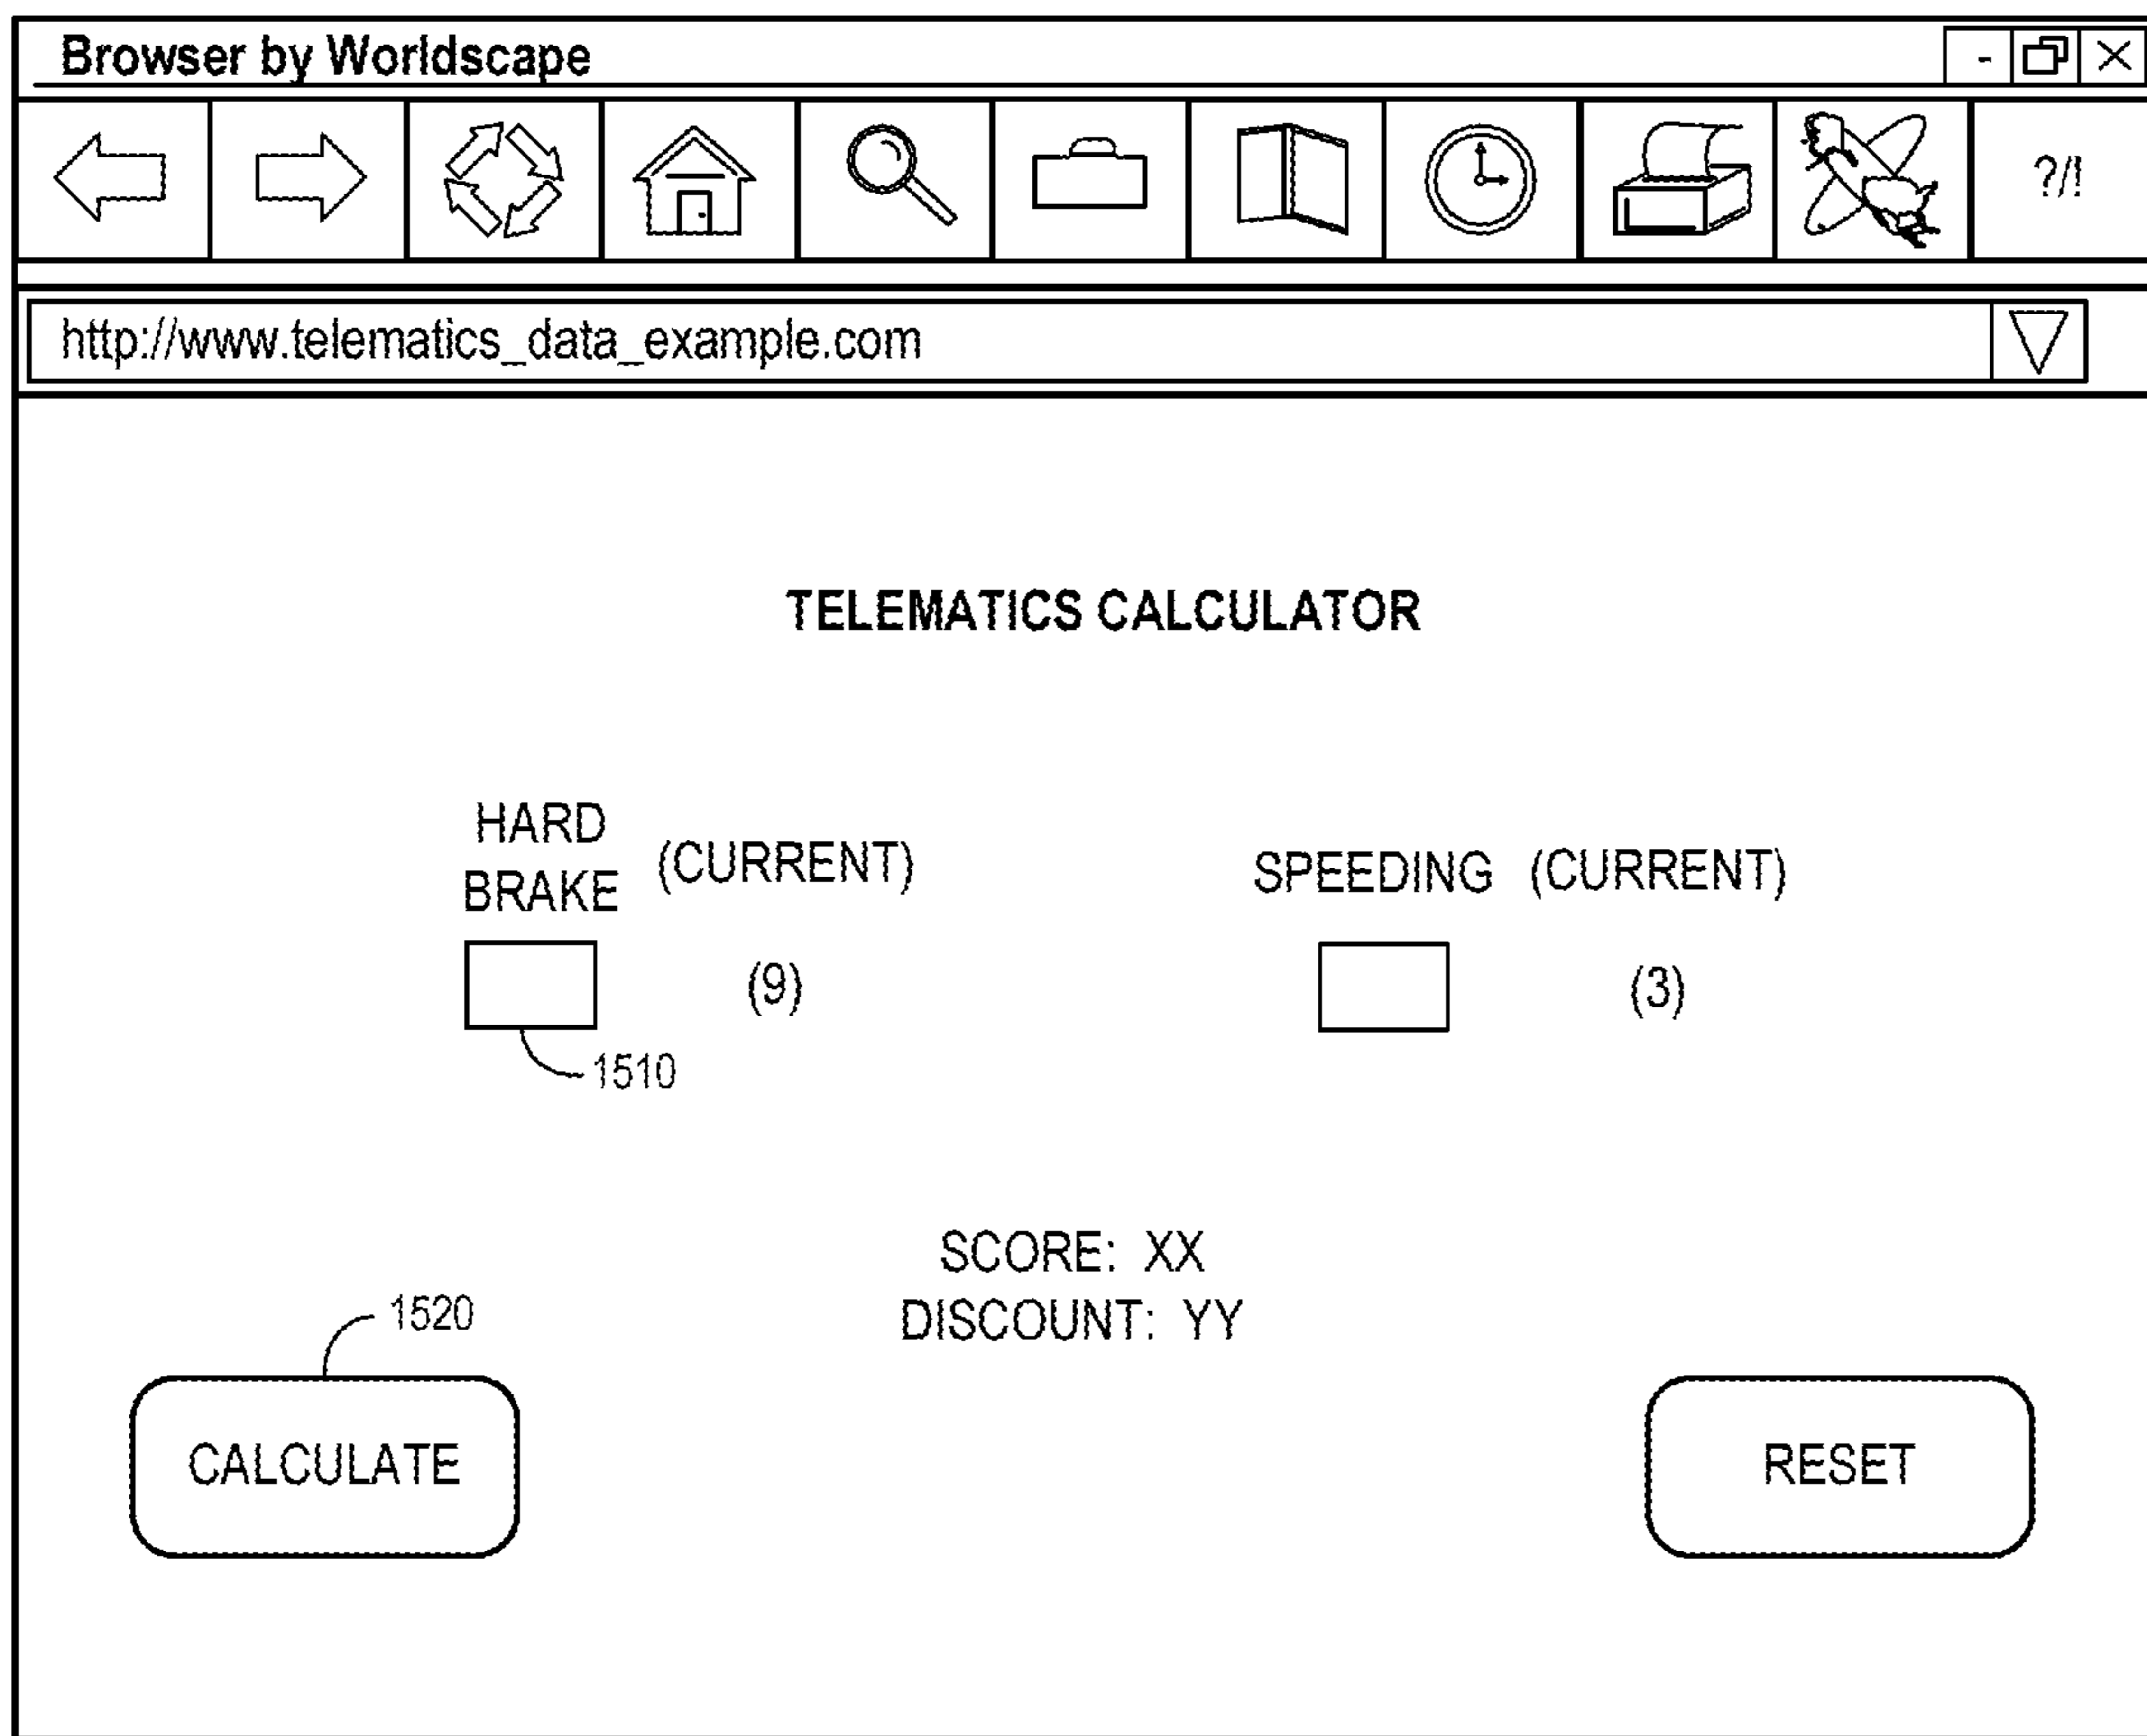 Browser by Worldscape
?/!
http://www.telematics_data_example.com
TELEMATICS CALCULATOR
HARD
BRAKE (CURRENT)
SPEEDING (CURRENT)
(9)
(3)
1510
SCORE: XX
DISCOUNT: YY
1520
CALCULATE
RESET